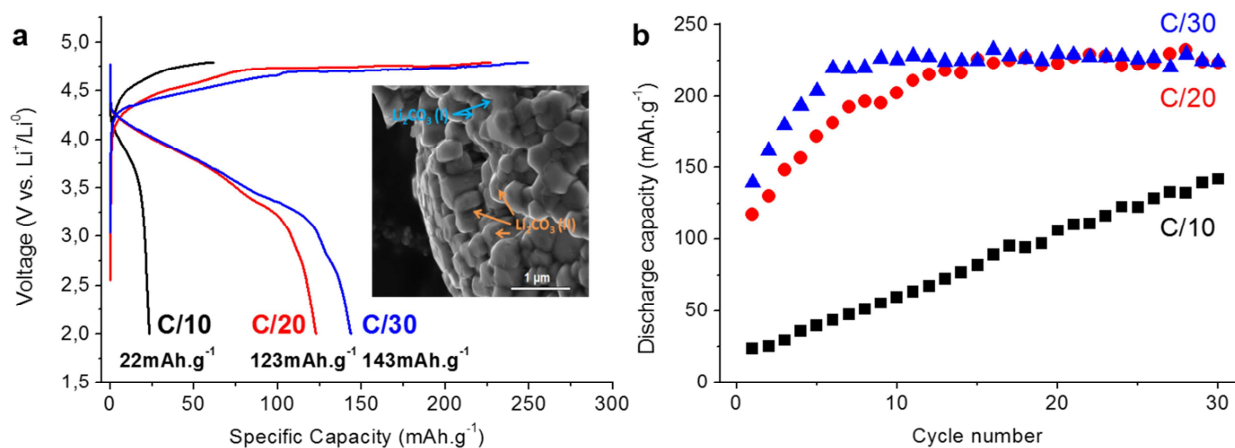 a
Voltage (V vs. Li⁺/Li⁰)
5,0
4,5
4,0
3,5
3,0
2,5
2,0
1,5
Li₂CO₃ (I)
Li₂CO₃ (II)
1 µm
C/10 C/20 C/30
22mAh.g⁻¹ 123mAh.g⁻¹ 143mAh.g⁻¹
0 50 100 150 200 250 300
Specific Capacity (mAh.g⁻¹)
b
Discharge capacity (mAh.g⁻¹)
250
200
150
100
50
0
C/30
C/20
C/10
0 10 20 30
Cycle number